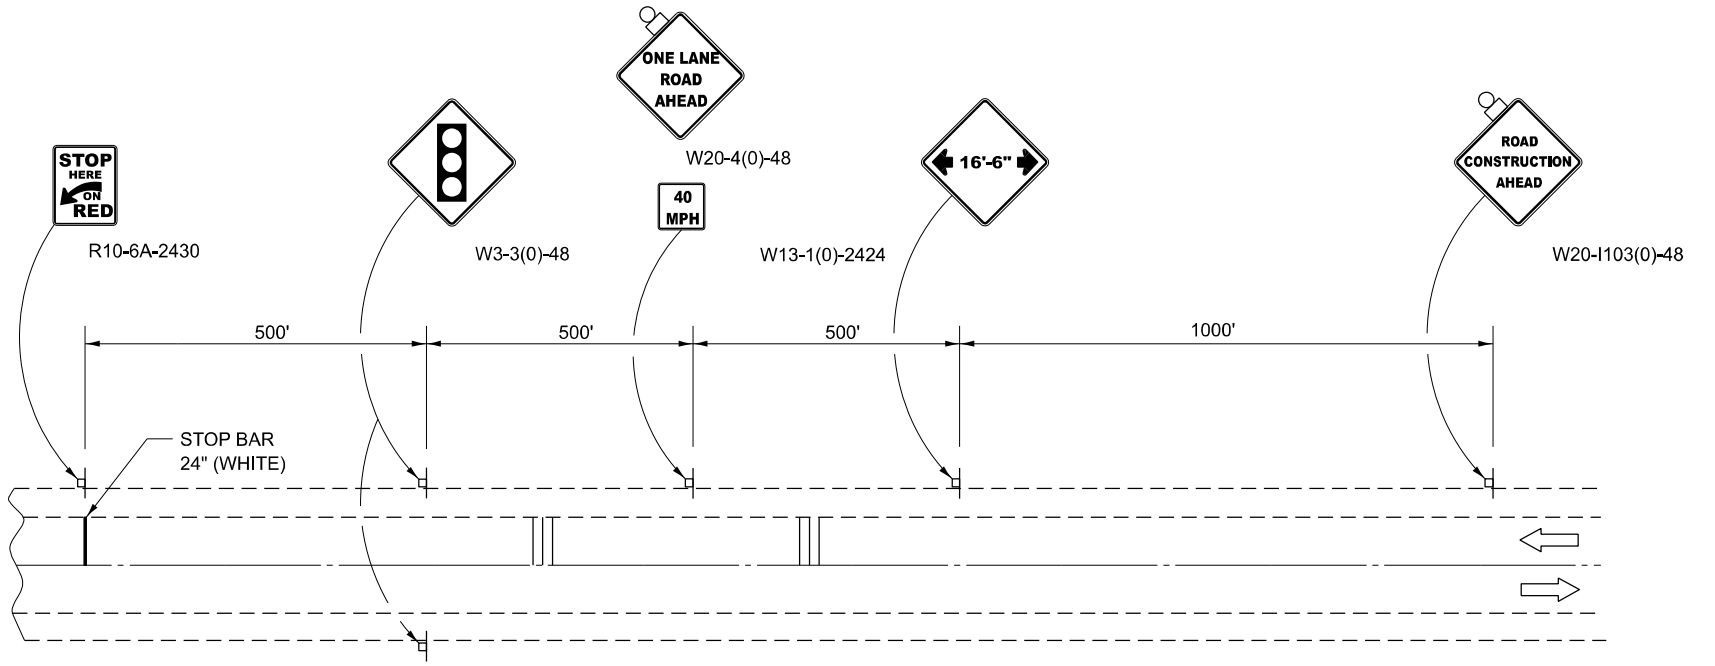 ONE LANE
ROAD
AHEAD
W20-4(0)-48
STOP
HERE
ON
RED
R10-6A-2430
W3-3(0)-48
40
MPH
W13-1(0)-2424
16'-6"
ROAD
CONSTRUCTION
AHEAD
W20-I103(0)-48
500'
500'
500'
1000'
STOP BAR
24" (WHITE)